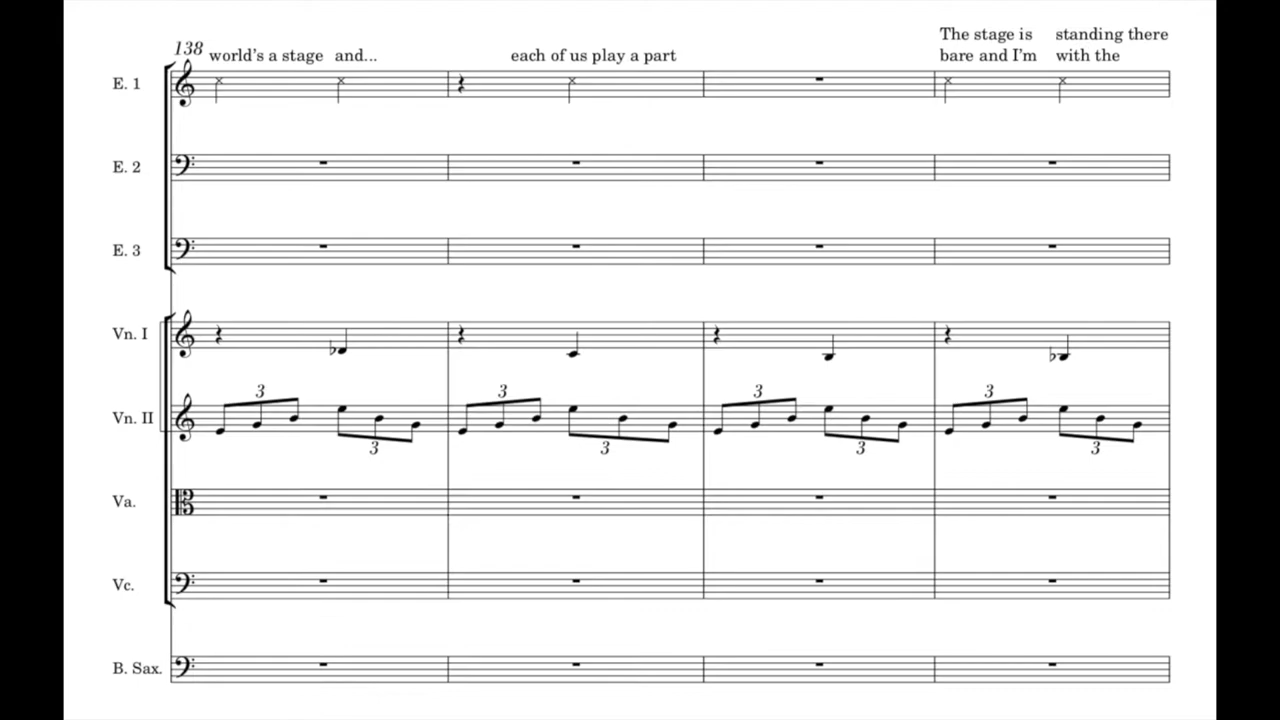 The stage is standing there
138 world's a stage and... each of us play a part bare and I'm with the
E. 1
E. 2
E. 3
Vn. I
3 3 3 3
Vn. II
3 3 3 3
Va.
Vc.
B. Sax.